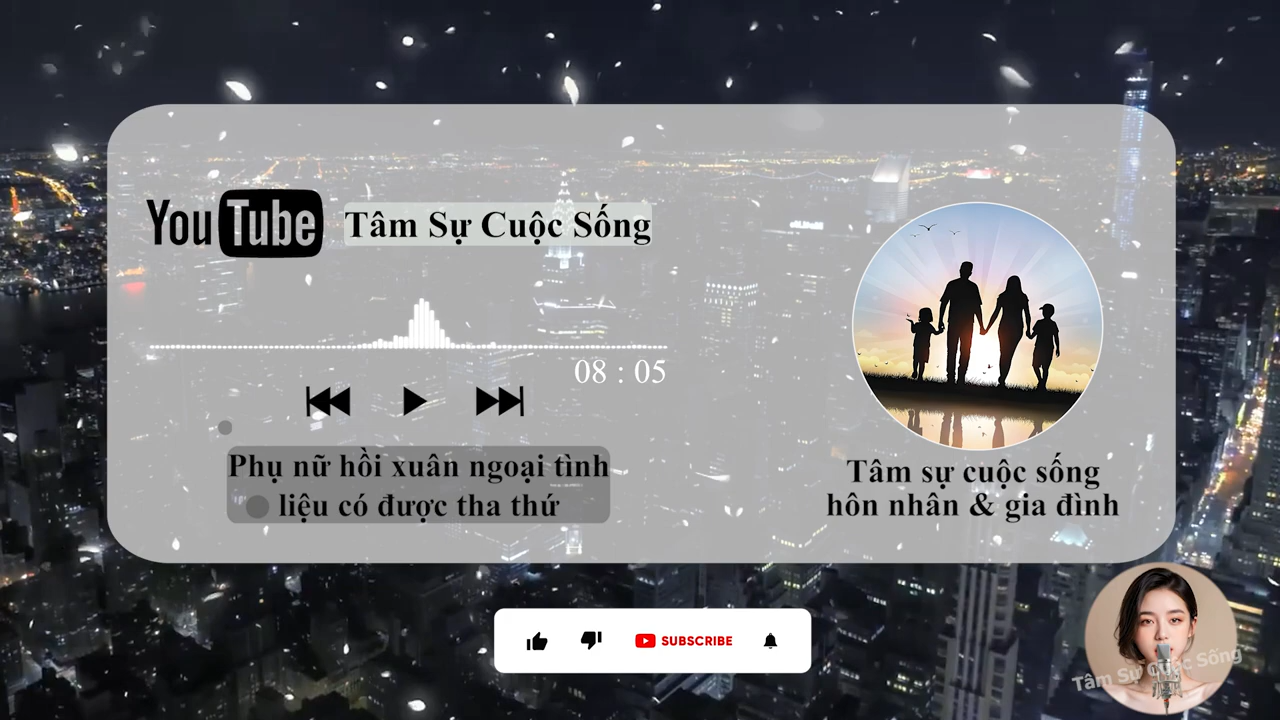 YouTube
Tâm Sự Cuộc Sống
08 : 05
Phụ nữ hồi xuân ngoại tình
liệu có được tha thứ
Tâm sự cuộc sống
hôn nhân & gia đình
SUBSCRIBE
Tâm Sự Cuộc Sống